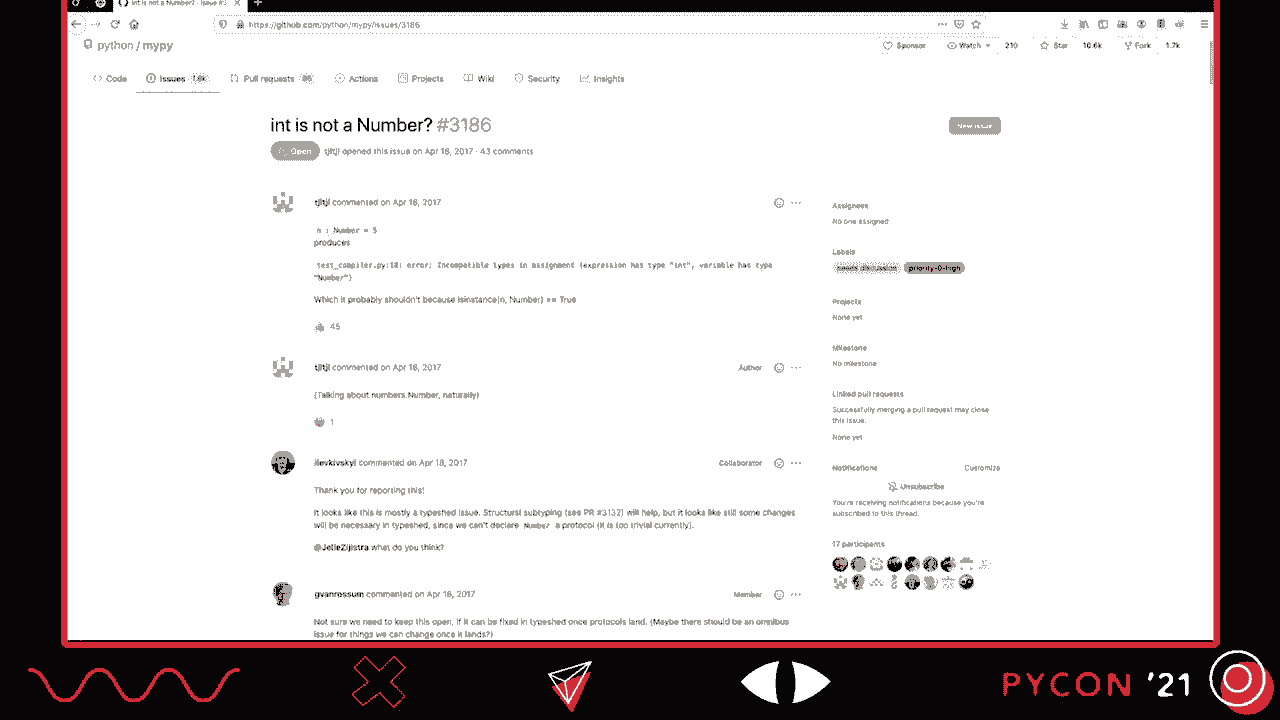 int is not a Number? · Issue #3
https://github.com/python/mypy/issues/3186
python / mypy
Sponsor Watch 210 Star 10.6k Fork 1.7k
Code Issues Pull requests Actions Projects Wiki Security Insights
int is not a Number? #3186
New issue
Open tjltjl opened this issue on Apr 18, 2017 · 43 comments
tjltjl commented on Apr 18, 2017
n : Number = 5
produces
test_compiler.py:18: error: Incompatible types in assignment (expression has type "int", variable has type
"Number")
Which it probably shouldn't because isinstance(n, Number) == True
45
tjltjl commented on Apr 18, 2017
Author
(Talking about numbers.Number, naturally)
1
ilevkivskyi commented on Apr 18, 2017
Collaborator
Thank you for reporting this!
It looks like this is mostly a typeshed issue. Structural subtyping (see PR #3132) will help, but it looks like still some changes
will be necessary in typeshed, since we can't declare Number a protocol (it is too trivial currently).
@JelleZijlstra what do you think?
gvanrossum commented on Apr 18, 2017
Member
Not sure we need to keep this open, if it can be fixed in typeshed once protocols land. (Maybe there should be an omnibus
issue for things we can change once it lands?)
Assignees
No one assigned
Labels
needs discussion priority-0-high
Projects
None yet
Milestone
No milestone
Linked pull requests
Successfully merging a pull request may close
this issue.
None yet
Notifications Customize
Unsubscribe
You're receiving notifications because you're
subscribed to this thread.
17 participants
PYCON '21